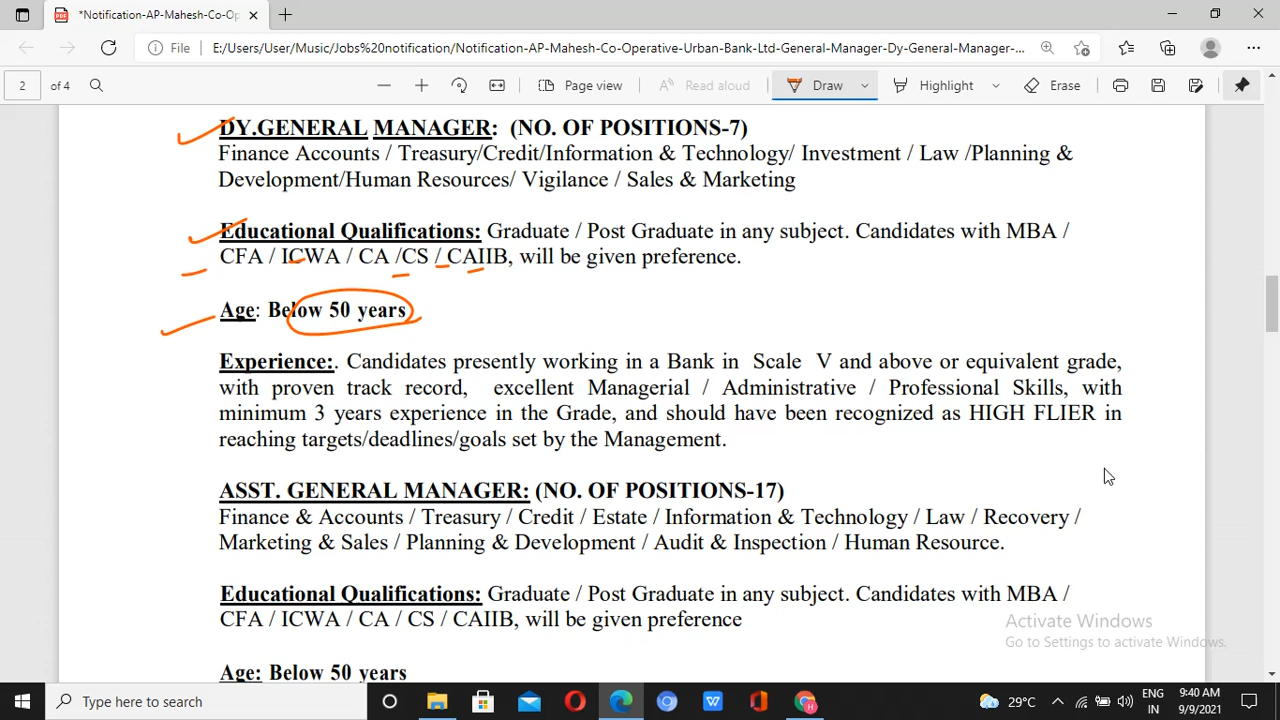 *Notification-AP-Mahesh-Co-Op
File
E:/Users/User/Music/Jobs%20notification/Notification-AP-Mahesh-Co-Operative-Urban-Bank-Ltd-General-Manager-Dy-General-Manager-...
2 of 4
Page view
Read aloud
Draw
Highlight
Erase
DY.GENERAL MANAGER: (NO. OF POSITIONS-7)
Finance Accounts / Treasury/Credit/Information & Technology/ Investment / Law /Planning &
Development/Human Resources/ Vigilance / Sales & Marketing
Educational Qualifications: Graduate / Post Graduate in any subject. Candidates with MBA /
CFA / ICWA / CA /CS / CAIIB, will be given preference.
Age: Below 50 years
Experience:. Candidates presently working in a Bank in Scale V and above or equivalent grade,
with proven track record, excellent Managerial / Administrative / Professional Skills, with
minimum 3 years experience in the Grade, and should have been recognized as HIGH FLIER in
reaching targets/deadlines/goals set by the Management.
ASST. GENERAL MANAGER: (NO. OF POSITIONS-17)
Finance & Accounts / Treasury / Credit / Estate / Information & Technology / Law / Recovery /
Marketing & Sales / Planning & Development / Audit & Inspection / Human Resource.
Educational Qualifications: Graduate / Post Graduate in any subject. Candidates with MBA /
CFA / ICWA / CA / CS / CAIIB, will be given preference
Activate Windows
Go to Settings to activate Windows.
Age: Below 50 years
Type here to search
29°C
ENG
IN
9:40 AM
9/9/2021